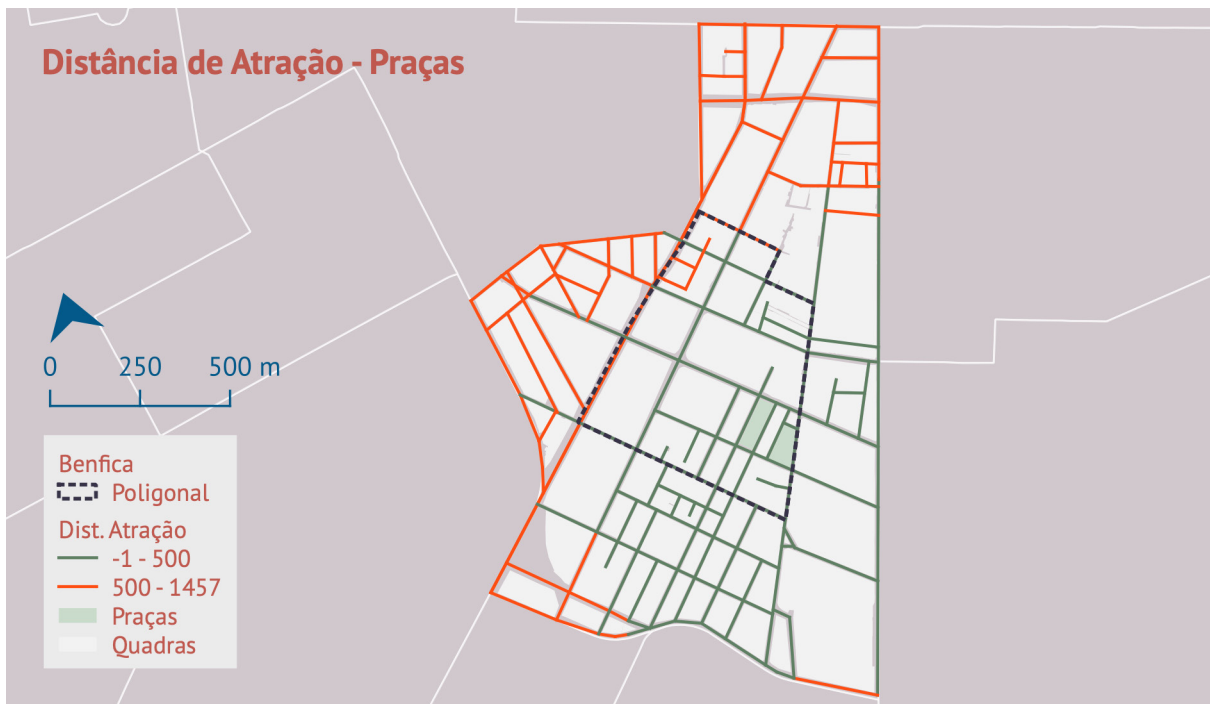 Distância de Atração - Praças
0 250 500 m
Benfica
Poligonal
Dist. Atração
-1 - 500
500 - 1457
Praças
Quadras